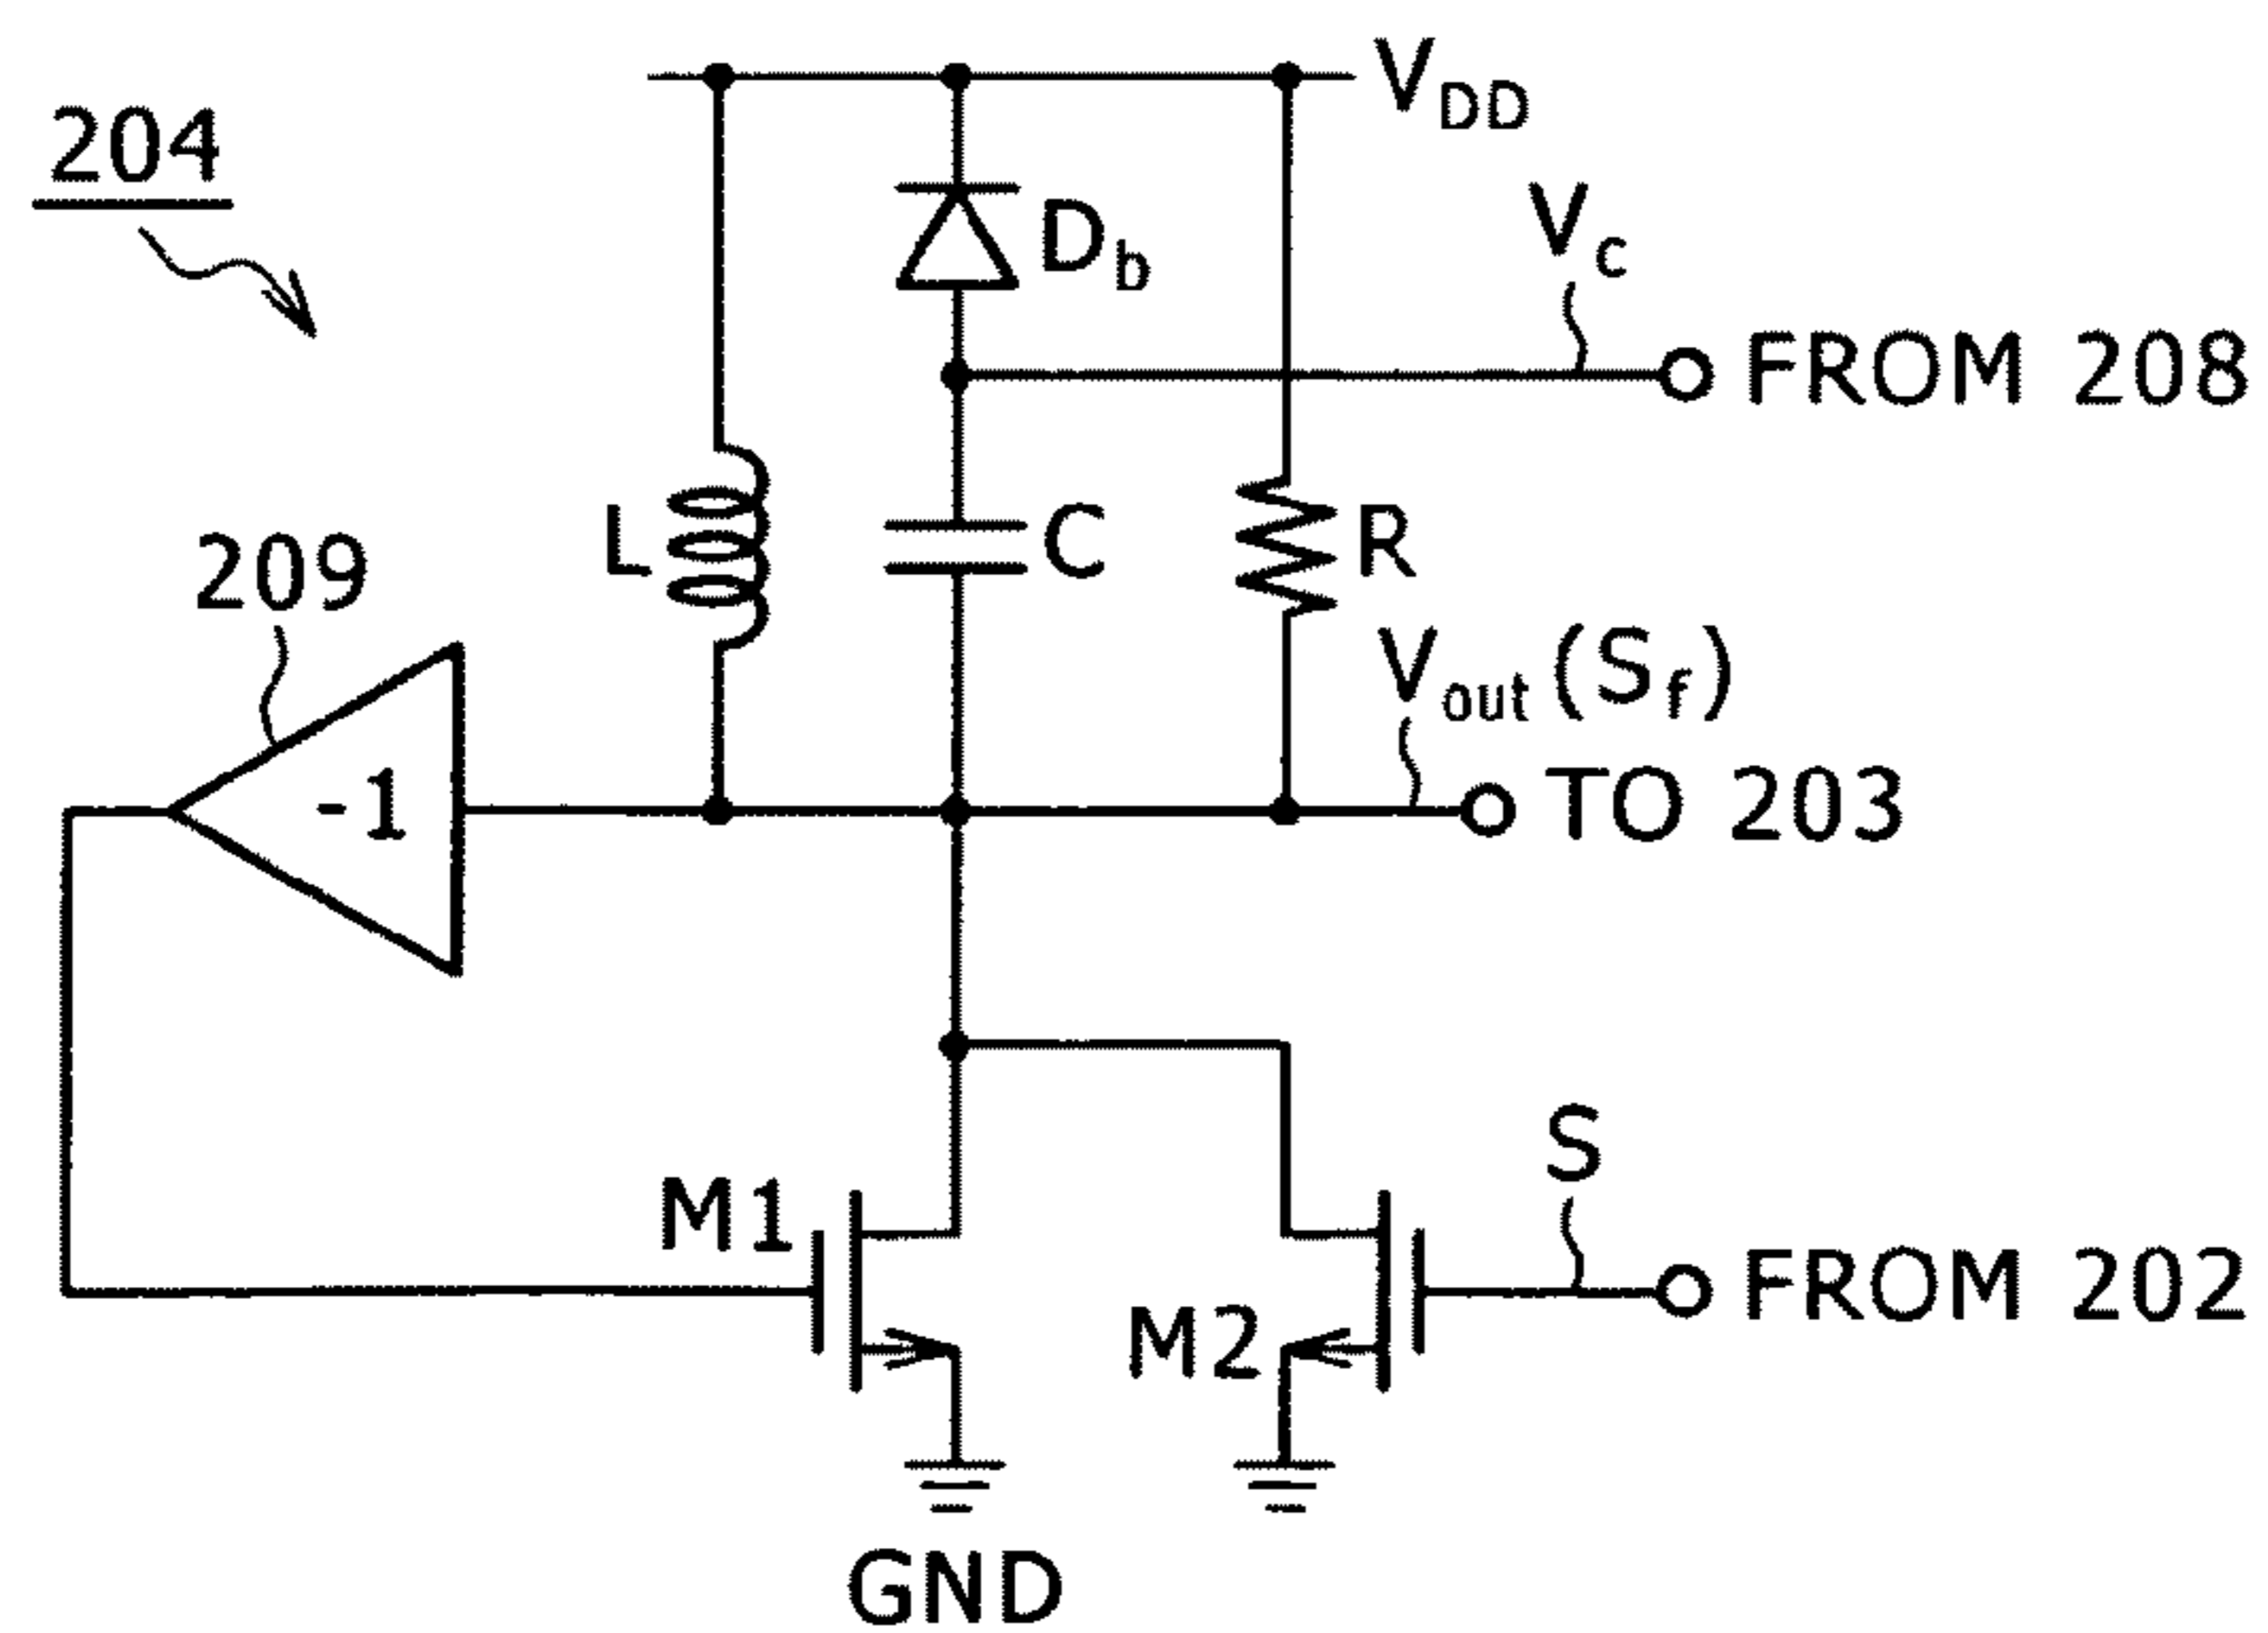 V_DD
204
V_C
D_b
FROM 208
L
C
R
209
V_out (S_f)
-1
TO 203
S
M1
M2
FROM 202
GND